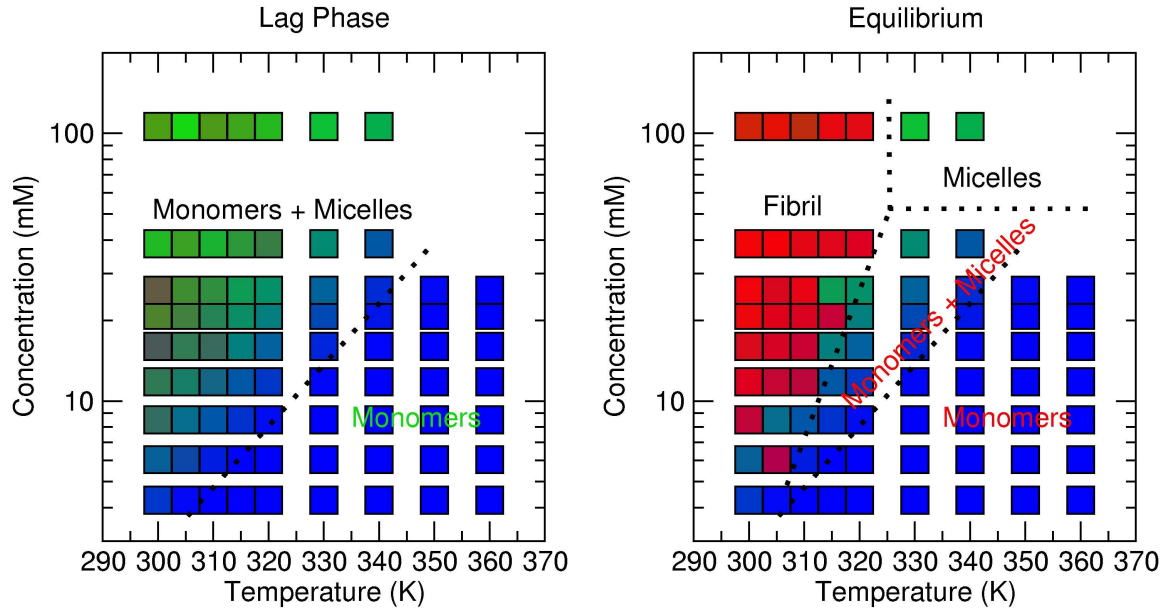 Lag Phase
Concentration (mM)
100
10
Monomers + Micelles
Monomers
290 300 310 320 330 340 350 360 370
Temperature (K)
Equilibrium
Concentration (mM)
100
10
Micelles
Fibril
Monomers + Micelles
Monomers
290 300 310 320 330 340 350 360 370
Temperature (K)